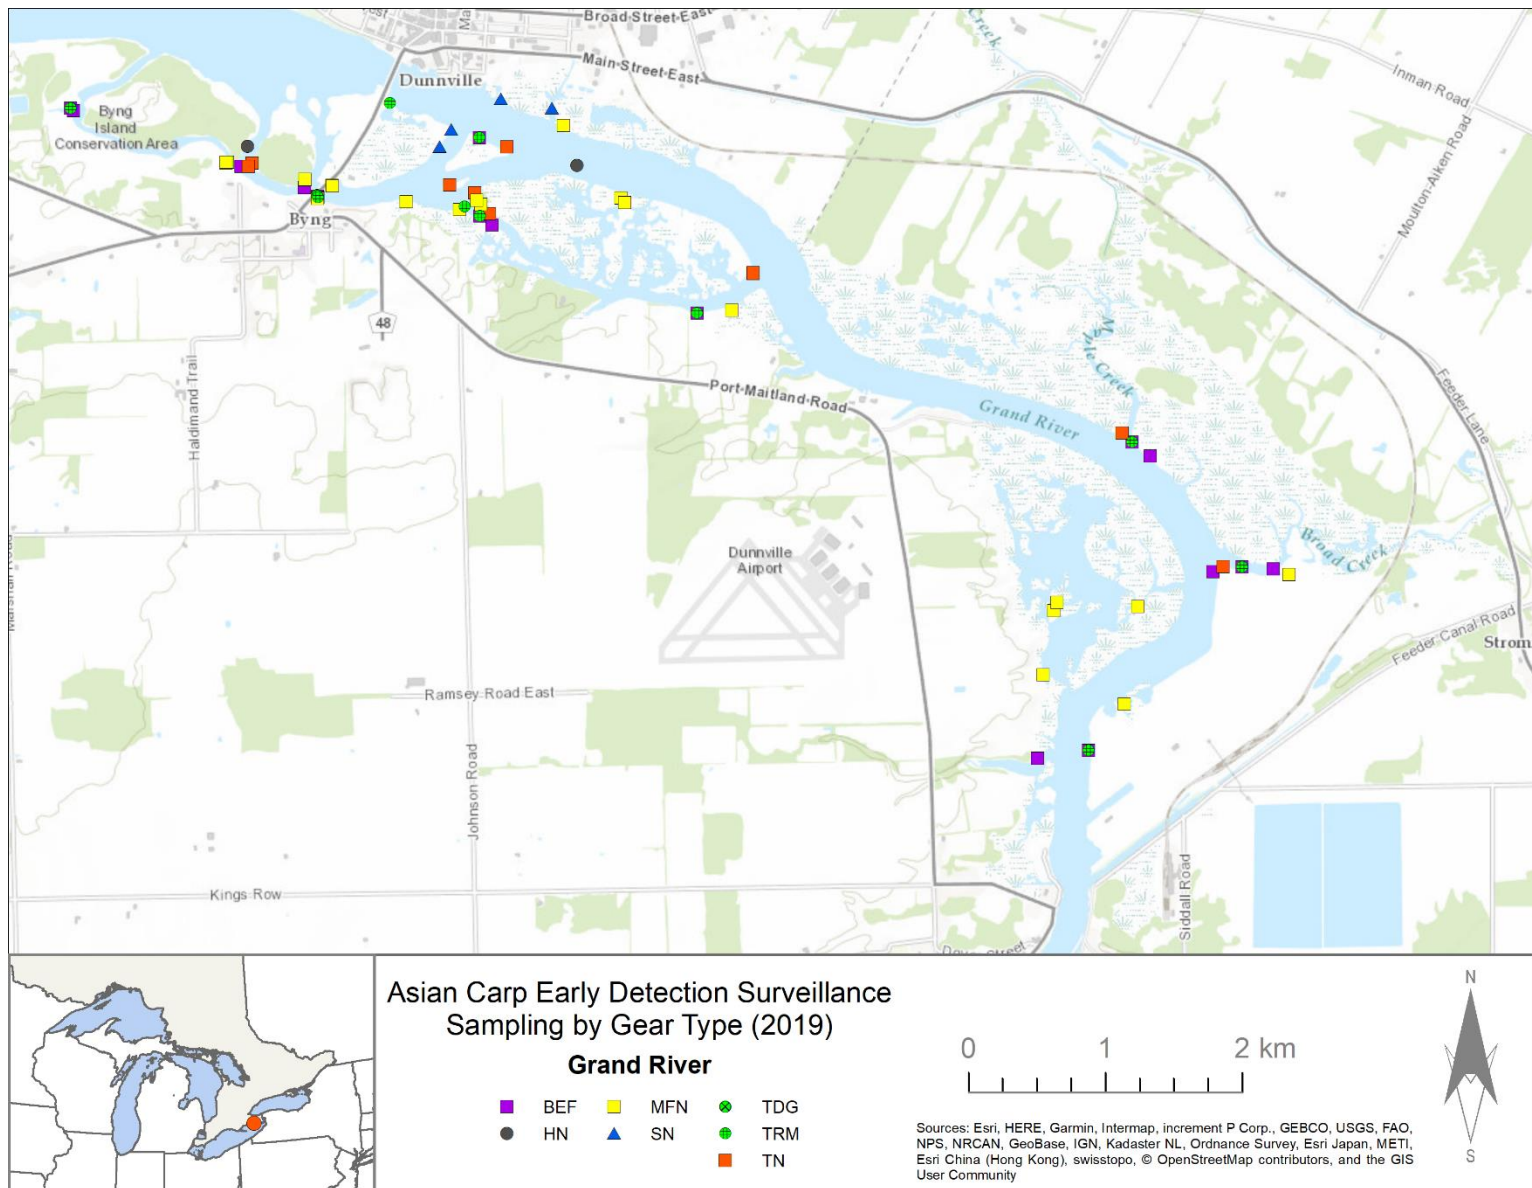 Broad Street East
Creek
Main Street East
Dunnville
Inman Road
Byng
Island
Conservation Area
Moulton-Aiken Road
Byng
48
Haldimand Trail
Maple Creek
Port Maitland Road
Grand River
Feeder Lane
Broad Creek
Dunnville
Airport
Feeder Canal Road
Strom
Ramsey Road East
Johnson Road
Kings Row
Siddall Road
Street
Asian Carp Early Detection Surveillance
Sampling by Gear Type (2019)
Grand River
BEF MFN TDG
HN SN TRM
TN
0 1 2 km
N
S
Sources: Esri, HERE, Garmin, Intermap, increment P Corp., GEBCO, USGS, FAO,
NPS, NRCAN, GeoBase, IGN, Kadaster NL, Ordnance Survey, Esri Japan, METI,
Esri China (Hong Kong), swisstopo, © OpenStreetMap contributors, and the GIS
User Community